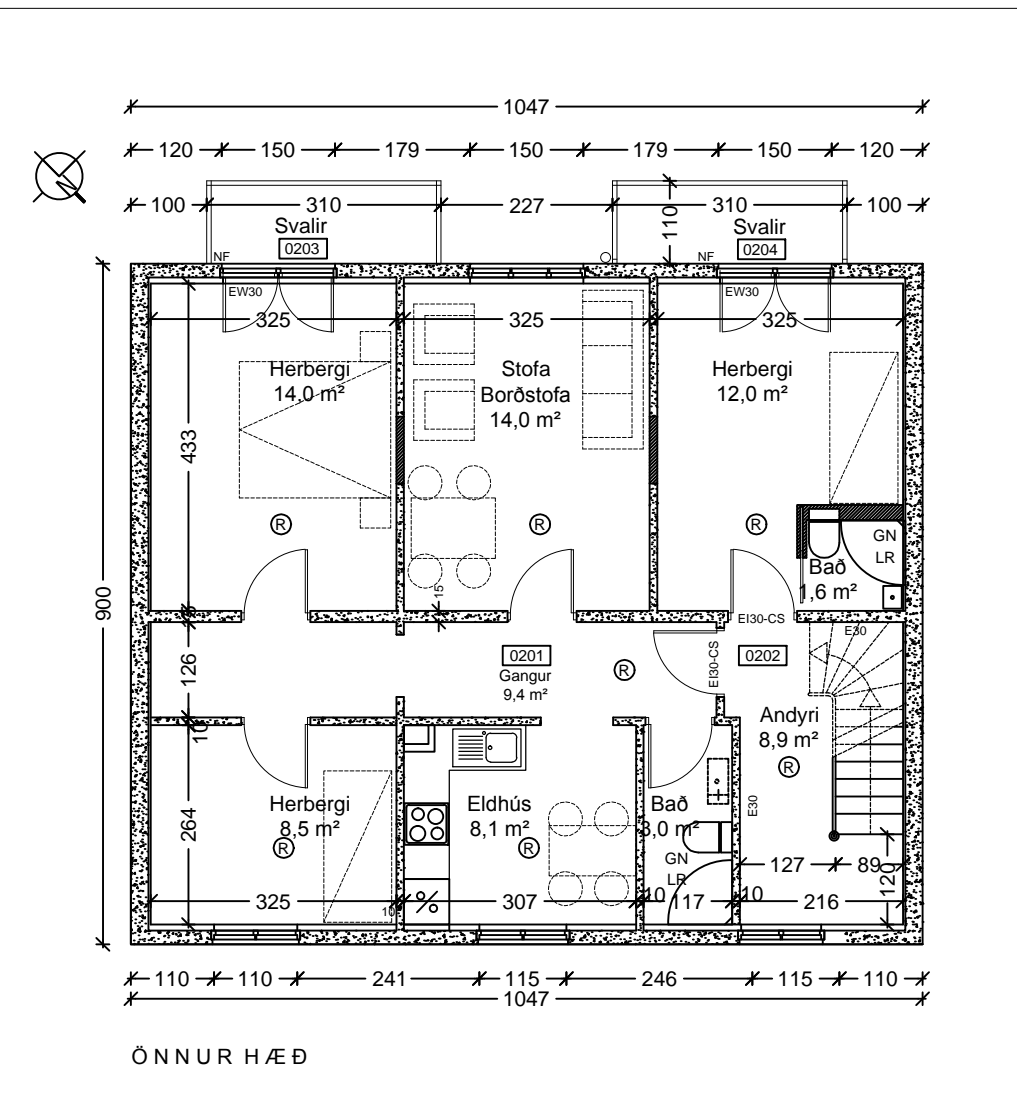 1047
120 150 179 150 179 150 120
100 310 227 310 100
110
Svalir
0203
Svalir
0204
NF
NF
EW30
EW30
325 325 325
Herbergi
14,0 m²
Stofa
Borðstofa
14,0 m²
Herbergi
12,0 m²
433
900
R
R
R
GN
LR
Bað
1,6 m²
15
EI30-CS
E30
126
0201
Gangur
9,4 m²
R
EI30-CS
0202
Andyri
8,9 m²
R
10
Herbergi
8,5 m²
R
Eldhús
8,1 m²
R
Bað
3,0 m²
GN
LR
E30
264
127 89
120
10
10
10
325 307 117 216
110 110 241 115 246 115 110
1047
ÖNNUR HÆÐ